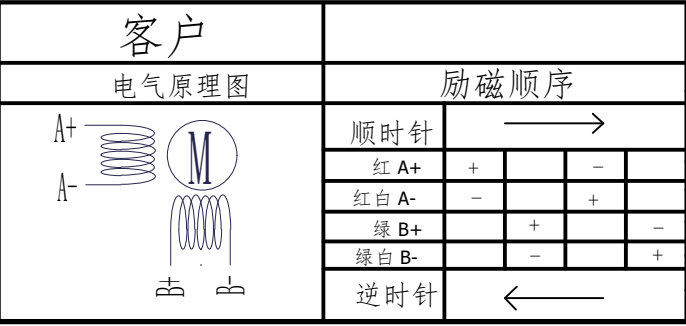 客户
电气原理图 励磁顺序
A+
A-
M
B+ B-
顺时针
红 A+ + −
红白 A- − +
绿 B+ + −
绿白 B- − +
逆时针